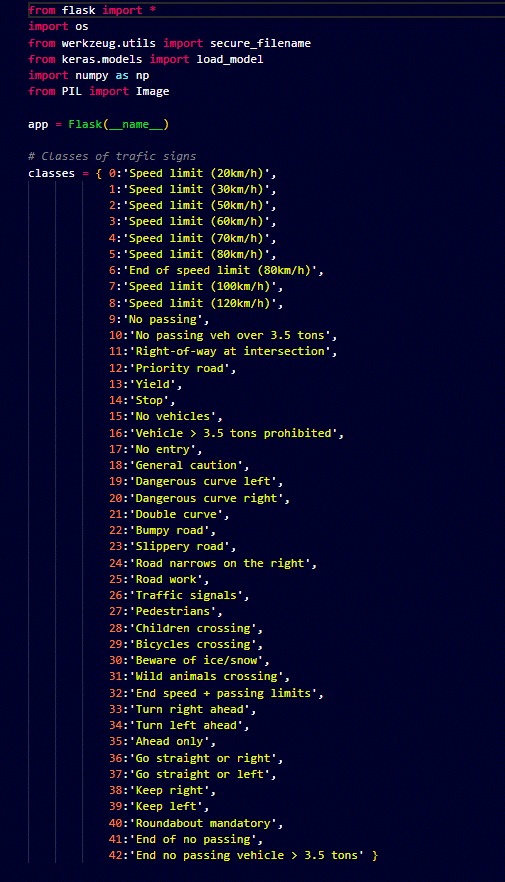 from flask import *
import os
from werkzeug.utils import secure_filename
from keras.models import load_model
import numpy as np
from PIL import Image
app = Flask(__name__)
# Classes of trafic signs
classes = { 0:'Speed limit (20km/h)',
1:'Speed limit (30km/h)',
2:'Speed limit (50km/h)',
3:'Speed limit (60km/h)',
4:'Speed limit (70km/h)',
5:'Speed limit (80km/h)',
6:'End of speed limit (80km/h)',
7:'Speed limit (100km/h)',
8:'Speed limit (120km/h)',
9:'No passing',
10:'No passing veh over 3.5 tons',
11:'Right-of-way at intersection',
12:'Priority road',
13:'Yield',
14:'Stop',
15:'No vehicles',
16:'Vehicle > 3.5 tons prohibited',
17:'No entry',
18:'General caution',
19:'Dangerous curve left',
20:'Dangerous curve right',
21:'Double curve',
22:'Bumpy road',
23:'Slippery road',
24:'Road narrows on the right',
25:'Road work',
26:'Traffic signals',
27:'Pedestrians',
28:'Children crossing',
29:'Bicycles crossing',
30:'Beware of ice/snow',
31:'Wild animals crossing',
32:'End speed + passing limits',
33:'Turn right ahead',
34:'Turn left ahead',
35:'Ahead only',
36:'Go straight or right',
37:'Go straight or left',
38:'Keep right',
39:'Keep left',
40:'Roundabout mandatory',
41:'End of no passing',
42:'End no passing vehicle > 3.5 tons' }